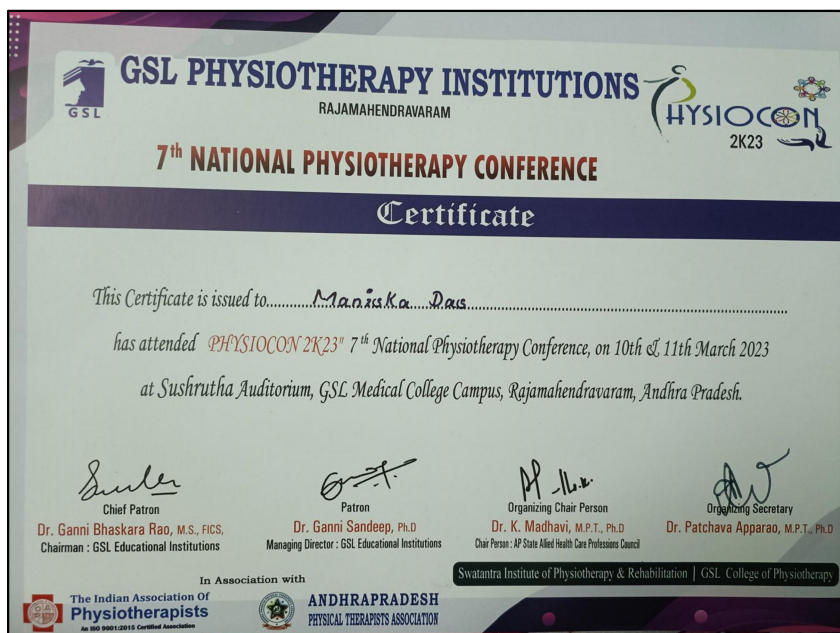 GSL PHYSIOTHERAPY INSTITUTIONS
GSL
RAJAMAHENDRAVARAM
PHYSIOCON
2K23
7th NATIONAL PHYSIOTHERAPY CONFERENCE
Certificate
This Certificate is issued to Maniska Das
has attended PHYSIOCON 2K23" 7th National Physiotherapy Conference, on 10th & 11th March 2023
at Sushrutha Auditorium, GSL Medical College Campus, Rajamahendravaram, Andhra Pradesh.
Chief Patron
Dr. Ganni Bhaskara Rao, M.S., FICS,
Chairman : GSL Educational Institutions
Patron
Dr. Ganni Sandeep, Ph.D
Managing Director : GSL Educational Institutions
Organizing Chair Person
Dr. K. Madhavi, M.P.T., Ph.D
Chair Person : AP State Allied Health Care Professions Council
Organizing Secretary
Dr. Patchava Apparao, M.P.T., Ph.D
Swatantra Institute of Physiotherapy & Rehabilitation | GSL College of Physiotherapy
In Association with
The Indian Association Of
Physiotherapists
An ISO 9001:2015 Certified Association
ANDHRAPRADESH
PHYSICAL THERAPISTS ASSOCIATION